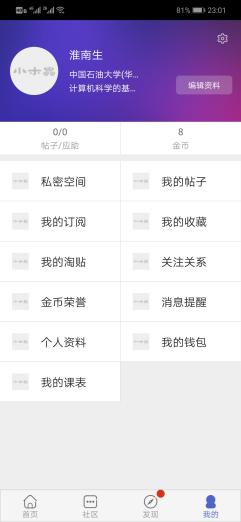 81% 23:01
淮南生
中国石油大学(华...
计算机科学的基...
编辑资料
0/0
帖子/应助
8
金币
私密空间
我的帖子
我的订阅
我的收藏
我的淘贴
关注关系
金币荣誉
消息提醒
个人资料
我的钱包
我的课表
首页
社区
发现
我的